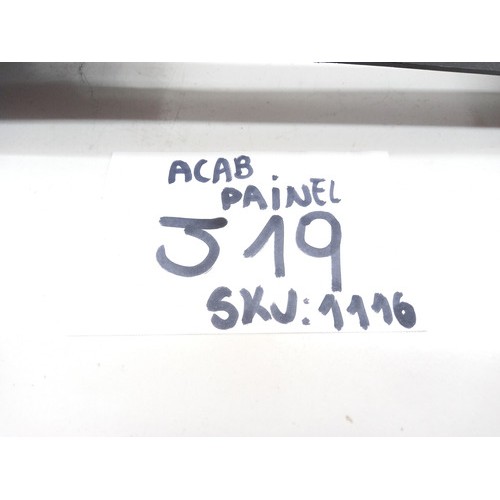 ACAB
PAiNEL
J19
SKU:1116